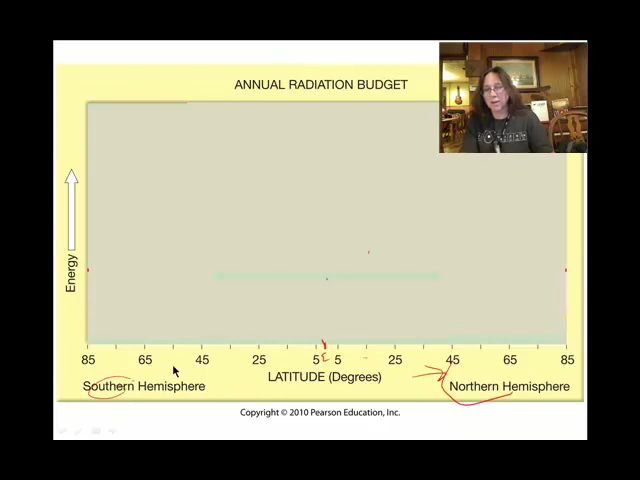 ANNUAL RADIATION BUDGET
Energy
85 65 45 25 5 E 5 25 45 65 85
LATITUDE (Degrees)
Southern Hemisphere Northern Hemisphere
Copyright © 2010 Pearson Education, Inc.